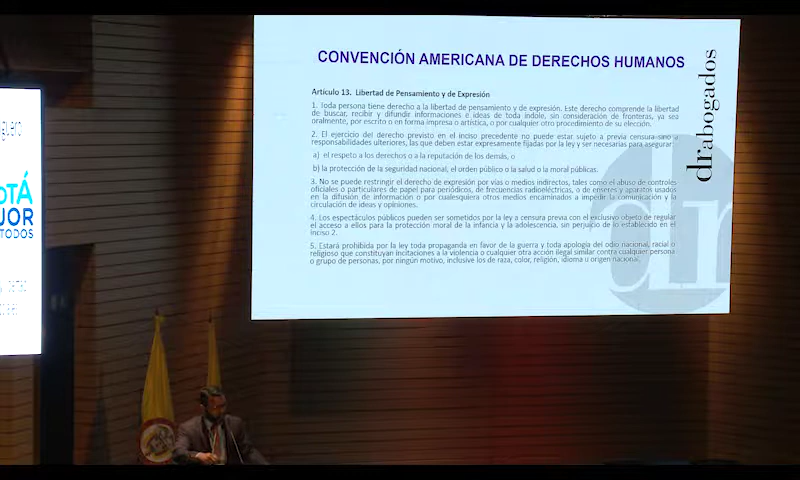 CONVENCIÓN AMERICANA DE DERECHOS HUMANOS
drabogados
Artículo 13. Libertad de Pensamiento y de Expresión
1. Toda persona tiene derecho a la libertad de pensamiento y de expresión. Este derecho comprende la libertad
de buscar, recibir y difundir informaciones e ideas de toda índole, sin consideración de fronteras, ya sea
oralmente, por escrito o en forma impresa o artística, o por cualquier otro procedimiento de su elección.
2. El ejercicio del derecho previsto en el inciso precedente no puede estar sujeto a previa censura sino a
responsabilidades ulteriores, las que deben estar expresamente fijadas por la ley y ser necesarias para asegurar:
a) el respeto a los derechos o a la reputación de los demás, o
b) la protección de la seguridad nacional, el orden público o la salud o la moral públicas.
3. No se puede restringir el derecho de expresión por vías o medios indirectos, tales como el abuso de controles
oficiales o particulares de papel para periódicos, de frecuencias radioeléctricas, o de enseres y aparatos usados
en la difusión de información o por cualesquiera otros medios encaminados a impedir la comunicación y la
circulación de ideas y opiniones.
4. Los espectáculos públicos pueden ser sometidos por la ley a censura previa con el exclusivo objeto de regular
el acceso a ellos para la protección moral de la infancia y la adolescencia, sin perjuicio de lo establecido en el
inciso 2.
5. Estará prohibida por la ley toda propaganda en favor de la guerra y toda apología del odio nacional, racial o
religioso que constituyan incitaciones a la violencia o cualquier otra acción ilegal similar contra cualquier persona
o grupo de personas, por ningún motivo, inclusive los de raza, color, religión, idioma u origen nacional.
dr
OTÁ
JOR
TODOS